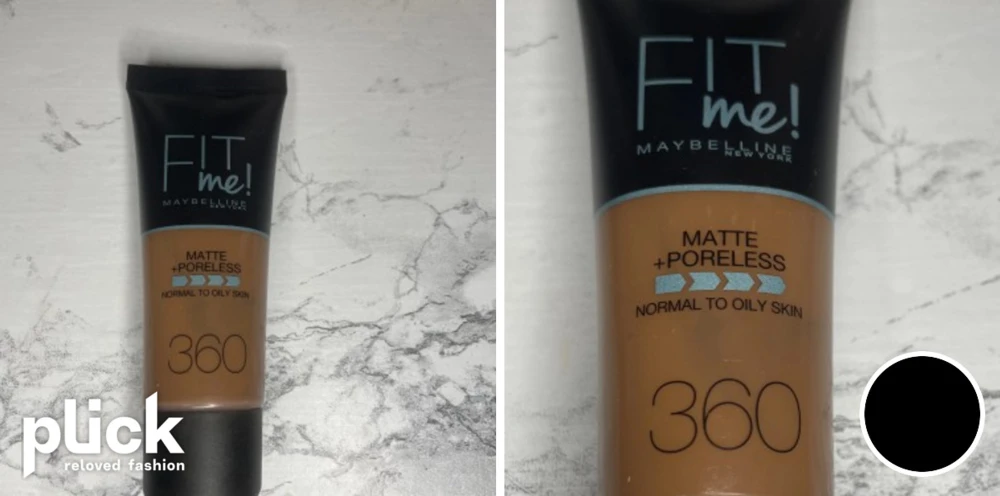 FIT
me!
MAYBELLINE
NEW YORK
MATTE
+PORELESS
NORMAL TO OILY SKIN
360
plick
reloved fashion
FIT
me!
MAYBELLINE
NEW YORK
MATTE
+PORELESS
NORMAL TO OILY SKIN
360